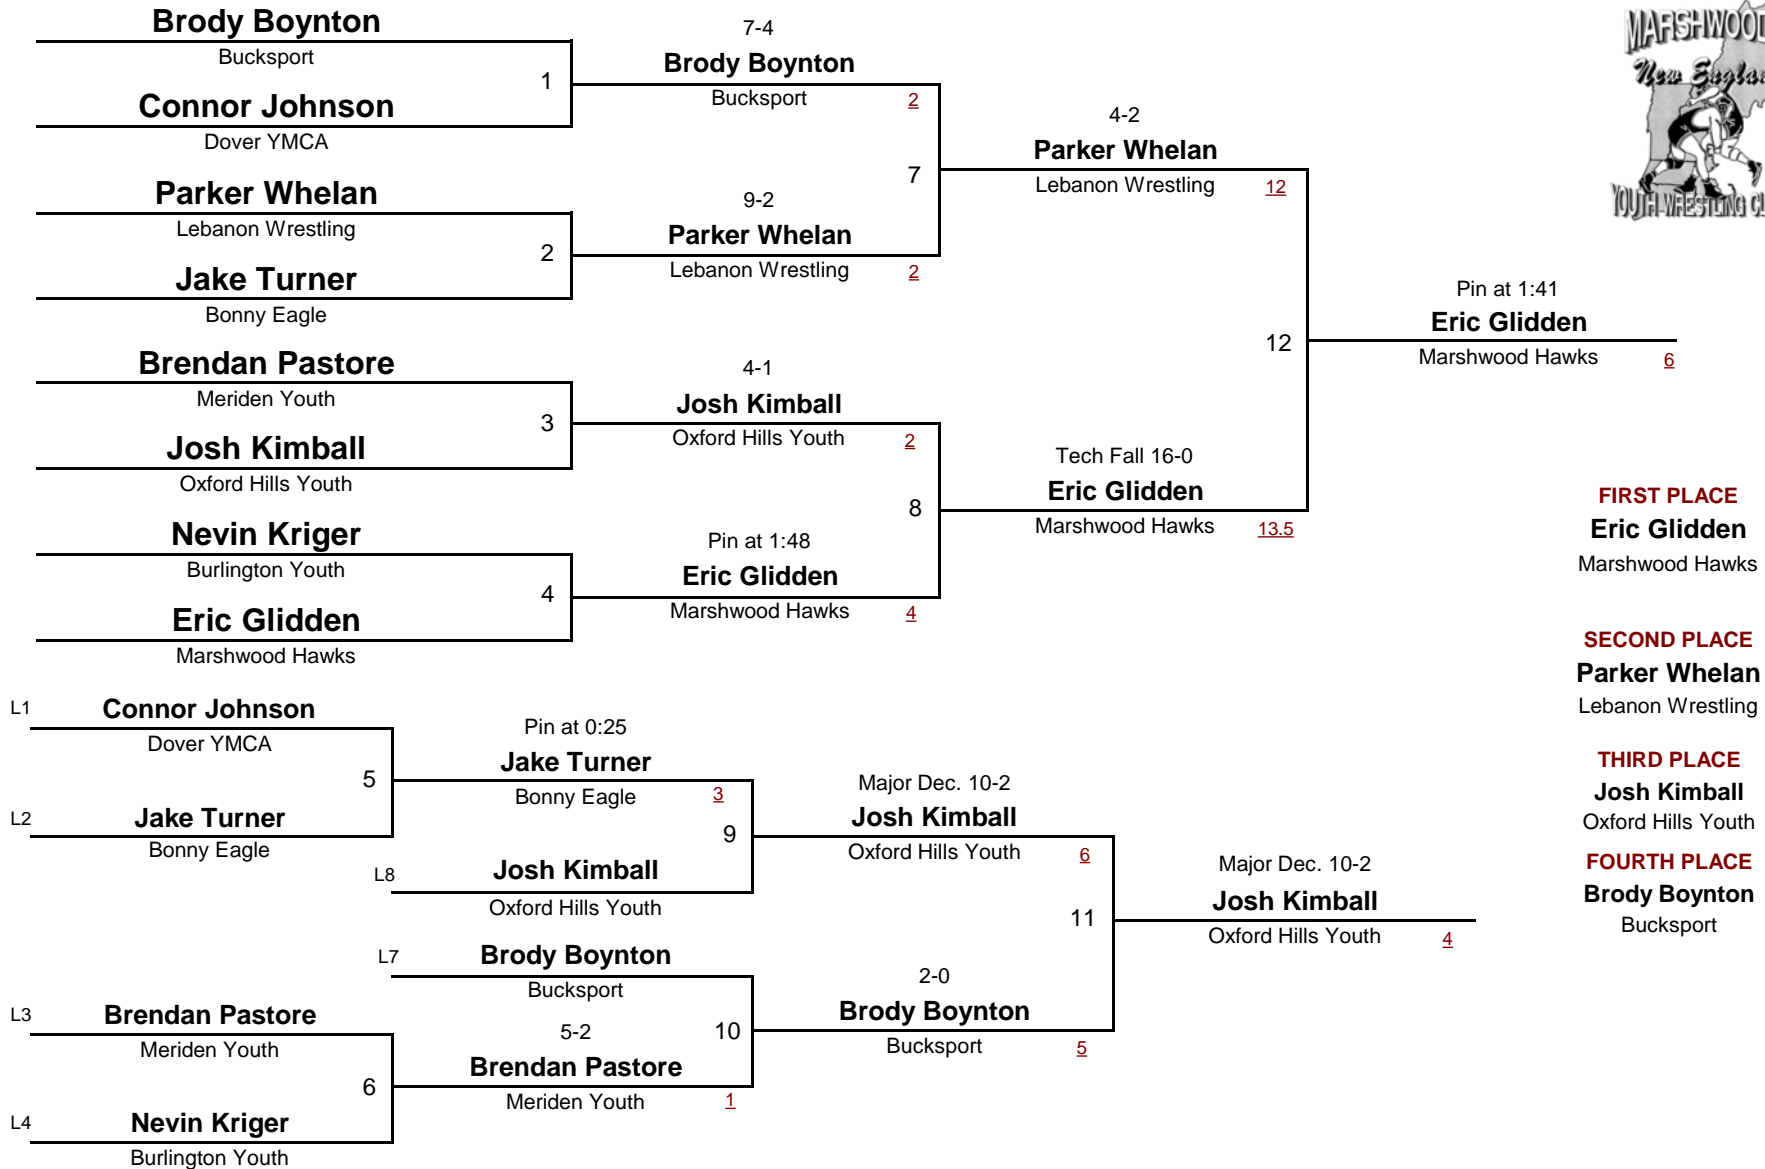 Brody Boynton
Bucksport
1
Connor Johnson
Dover YMCA
Parker Whelan
Lebanon Wrestling
2
Jake Turner
Bonny Eagle
Brendan Pastore
Meriden Youth
3
Josh Kimball
Oxford Hills Youth
Nevin Kriger
Burlington Youth
4
Eric Glidden
Marshwood Hawks
7-4
Brody Boynton
Bucksport 2
7
9-2
Parker Whelan
Lebanon Wrestling 2
4-1
Josh Kimball
Oxford Hills Youth 2
8
Pin at 1:48
Eric Glidden
Marshwood Hawks 4
4-2
Parker Whelan
Lebanon Wrestling 12
12
Tech Fall 16-0
Eric Glidden
Marshwood Hawks 13.5
Pin at 1:41
Eric Glidden
Marshwood Hawks 6
New
YOUTH WRESTLING
FIRST PLACE
Eric Glidden
Marshwood Hawks
SECOND PLACE
Parker Whelan
Lebanon Wrestling
THIRD PLACE
Josh Kimball
Oxford Hills Youth
FOURTH PLACE
Brody Boynton
Bucksport
L1 Connor Johnson
Dover YMCA
5
L2 Jake Turner
Bonny Eagle
Pin at 0:25
Jake Turner
Bonny Eagle 3
9
L8 Josh Kimball
Oxford Hills Youth
L7 Brody Boynton
Bucksport
10
L3 Brendan Pastore
Meriden Youth
6
L4 Nevin Kriger
Burlington Youth
5-2
Brendan Pastore
Meriden Youth 1
Major Dec. 10-2
Josh Kimball
Oxford Hills Youth 6
11
2-0
Brody Boynton
Bucksport 5
Major Dec. 10-2
Josh Kimball
Oxford Hills Youth 4